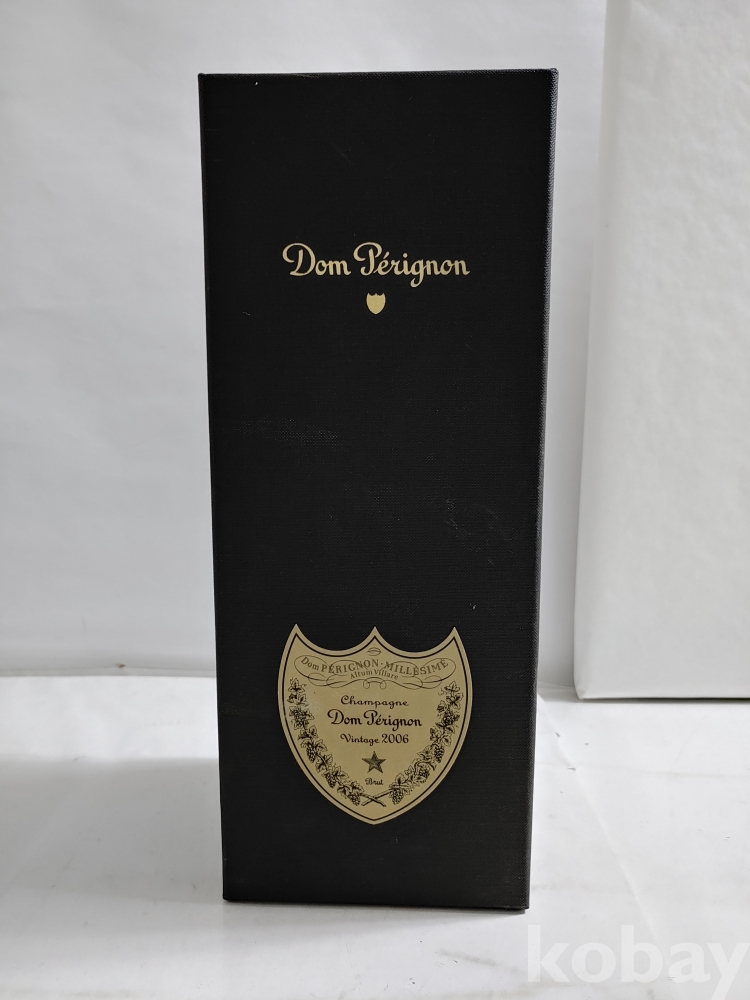 Dom Pérignon
Dom PÉRIGNON · MILLÉSIME
Altum Villare
Champagne
Dom Pérignon
Vintage 2006
Brut
kobay